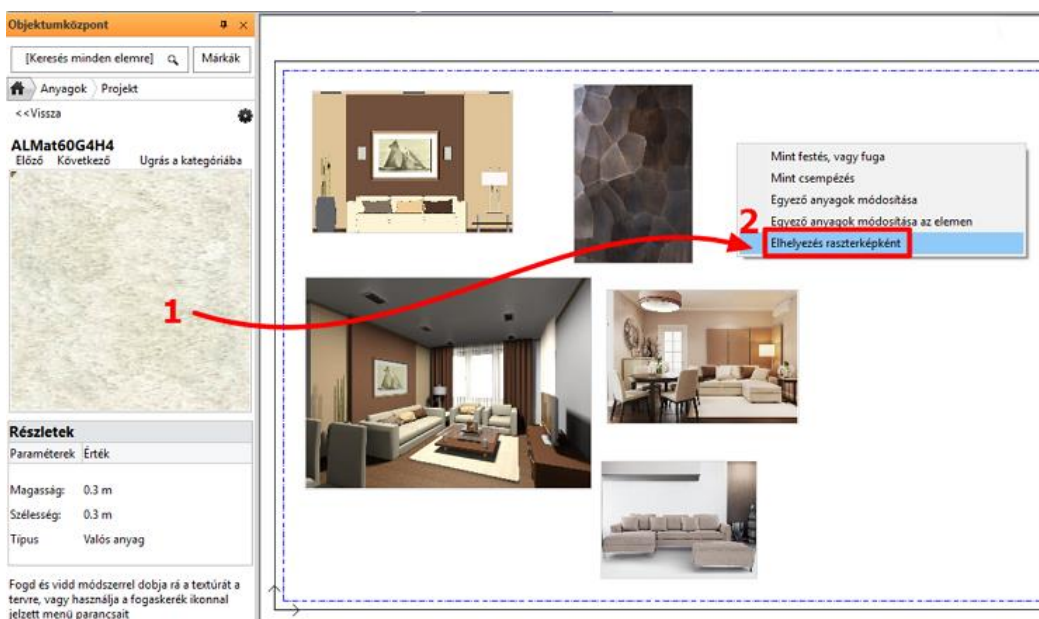 Objektumközpont
[Keresés minden elemre]
Márkák
Anyagok
Projekt
<<Vissza
ALMat60G4H4
Előző Következő Ugrás a kategóriába
1
Részletek
Paraméterek Érték
Magasság: 0.3 m
Szélesség: 0.3 m
Típus Valós anyag
Fogd és vidd módszerrel dobja rá a textúrát a
tervre, vagy használja a fogaskerék ikonnal
jelzett menü parancsait
Mint festés, vagy fuga
Mint csempézés
Egyező anyagok módosítása
Egyező anyagok módosítása az elemen
2
Elhelyezés raszterképként